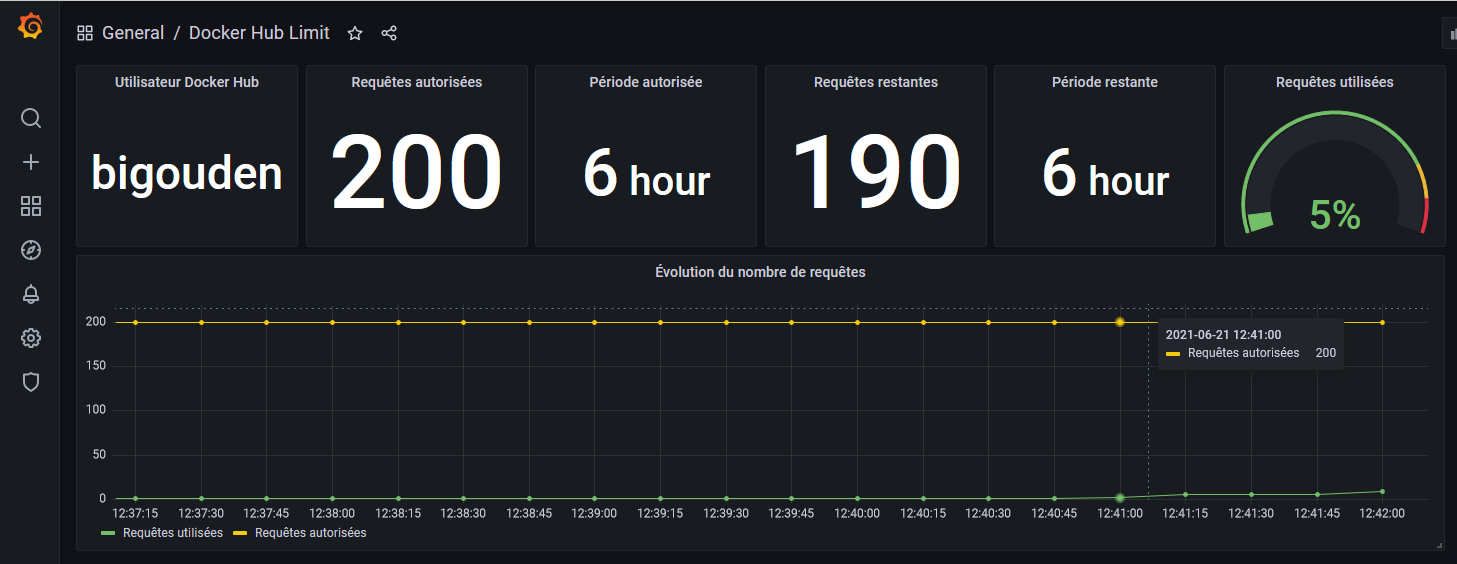 General / Docker Hub Limit
Utilisateur Docker Hub
bigouden
Requêtes autorisées
200
Période autorisée
6 hour
Requêtes restantes
190
Période restante
6 hour
Requêtes utilisées
5%
Évolution du nombre de requêtes
200
150
100
50
0
2021-06-21 12:41:00
Requêtes autorisées 200
12:37:15 12:37:30 12:37:45 12:38:00 12:38:15 12:38:30 12:38:45 12:39:00 12:39:15 12:39:30 12:39:45 12:40:00 12:40:15 12:40:30 12:40:45 12:41:00 12:41:15 12:41:30 12:41:45 12:42:00
Requêtes utilisées Requêtes autorisées